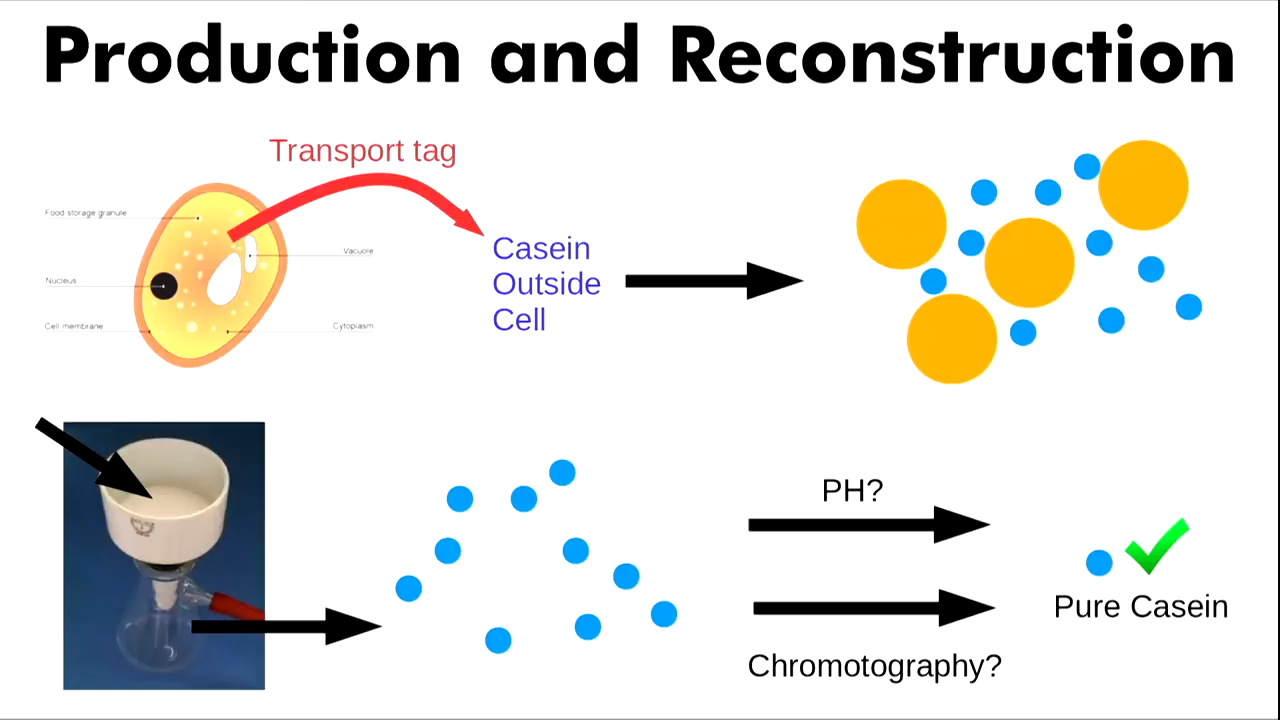 Production and Reconstruction
Transport tag
Food storage granule
Vacuole
Nucleus
Cell membrane
Cytoplasm
Casein
Outside
Cell
PH?
Chromotography?
Pure Casein